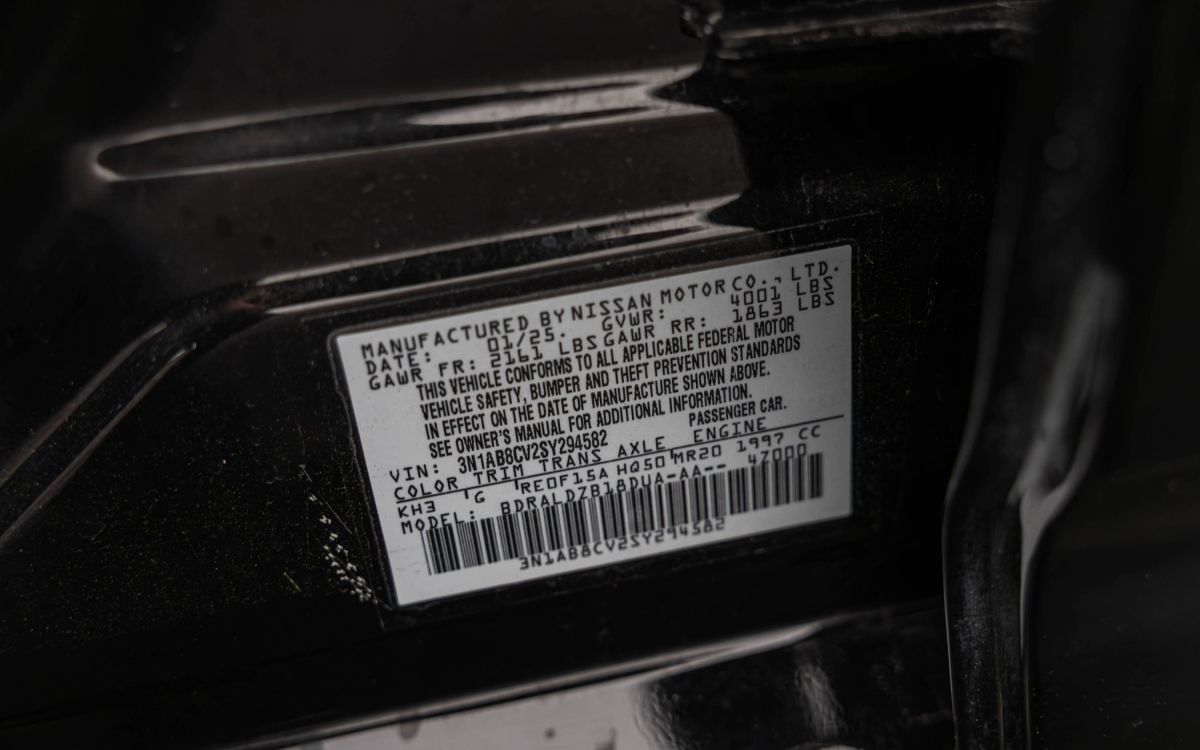 MANUFACTURED BY NISSAN MOTOR CO., LTD.
DATE: 01/25. GVWR: 4001 LBS
GAWR FR: 2161 LBS GAWR RR: 1863 LBS
THIS VEHICLE CONFORMS TO ALL APPLICABLE FEDERAL MOTOR
VEHICLE SAFETY, BUMPER AND THEFT PREVENTION STANDARDS
IN EFFECT ON THE DATE OF MANUFACTURE SHOWN ABOVE.
SEE OWNER'S MANUAL FOR ADDITIONAL INFORMATION.
VIN: 3N1AB8CV2SY294582 PASSENGER CAR.
COLOR TRIM TRANS AXLE ENGINE
KH3 G RE0F15A HQ50 MR20 1997 CC
MODEL: BDRALDZB18DUA-AA-- 47000
3N1AB8CV2SY294582